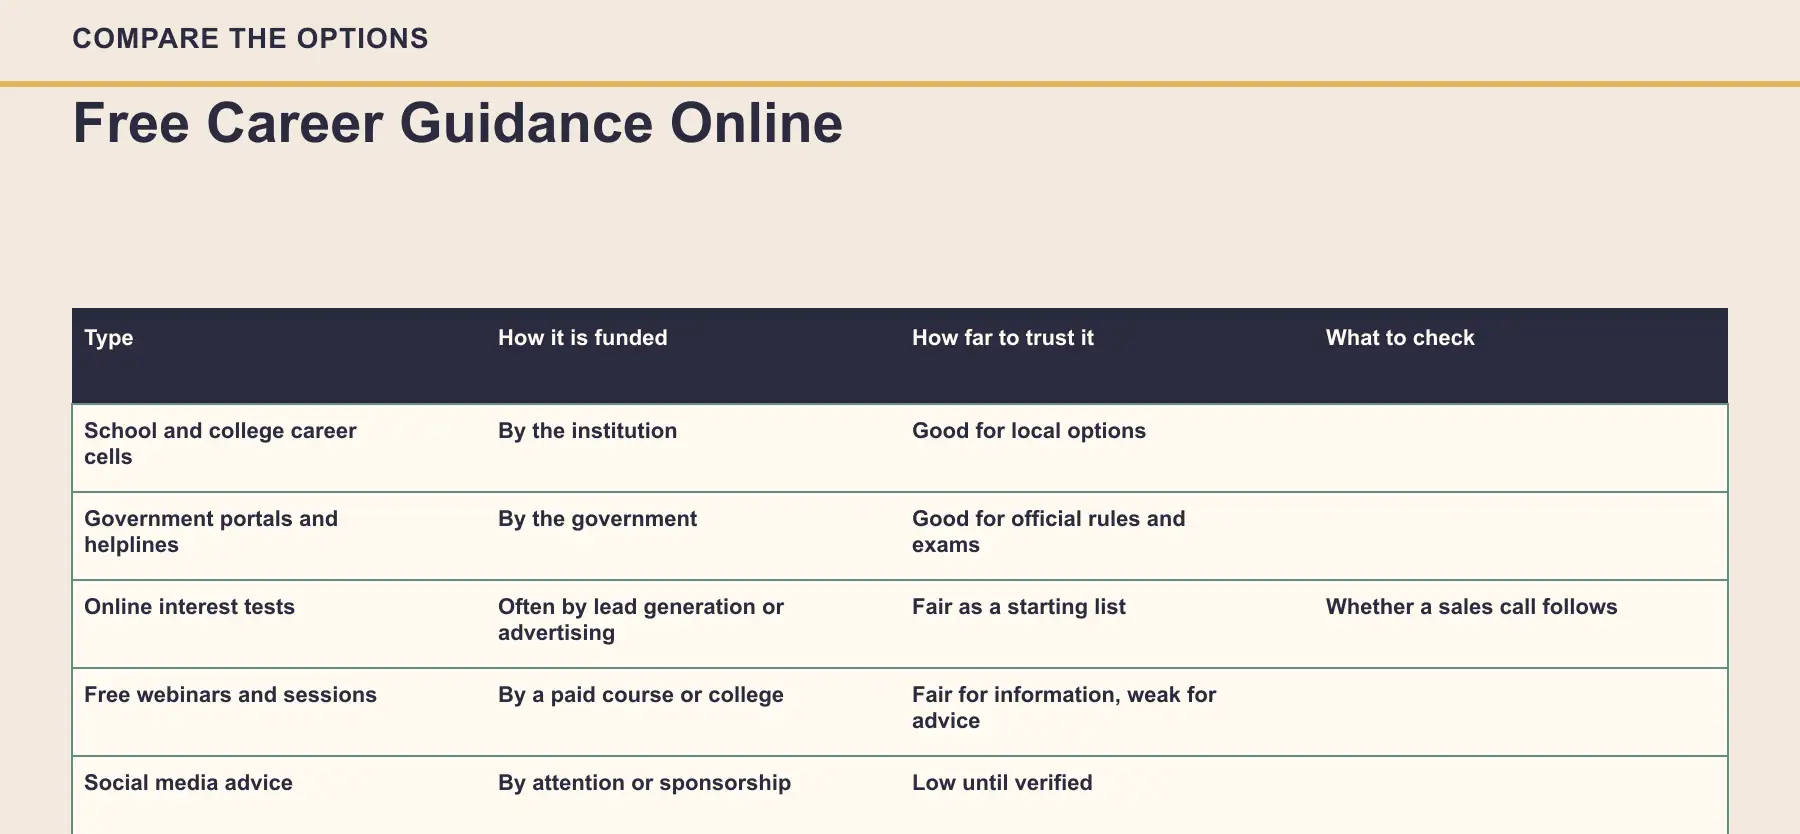 COMPARE THE OPTIONS
Free Career Guidance Online
Type How it is funded How far to trust it What to check
School and college career By the institution Good for local options
cells
Government portals and By the government Good for official rules and
helplines exams
Online interest tests Often by lead generation or Fair as a starting list Whether a sales call follows
advertising
Free webinars and sessions By a paid course or college Fair for information, weak for
advice
Social media advice By attention or sponsorship Low until verified